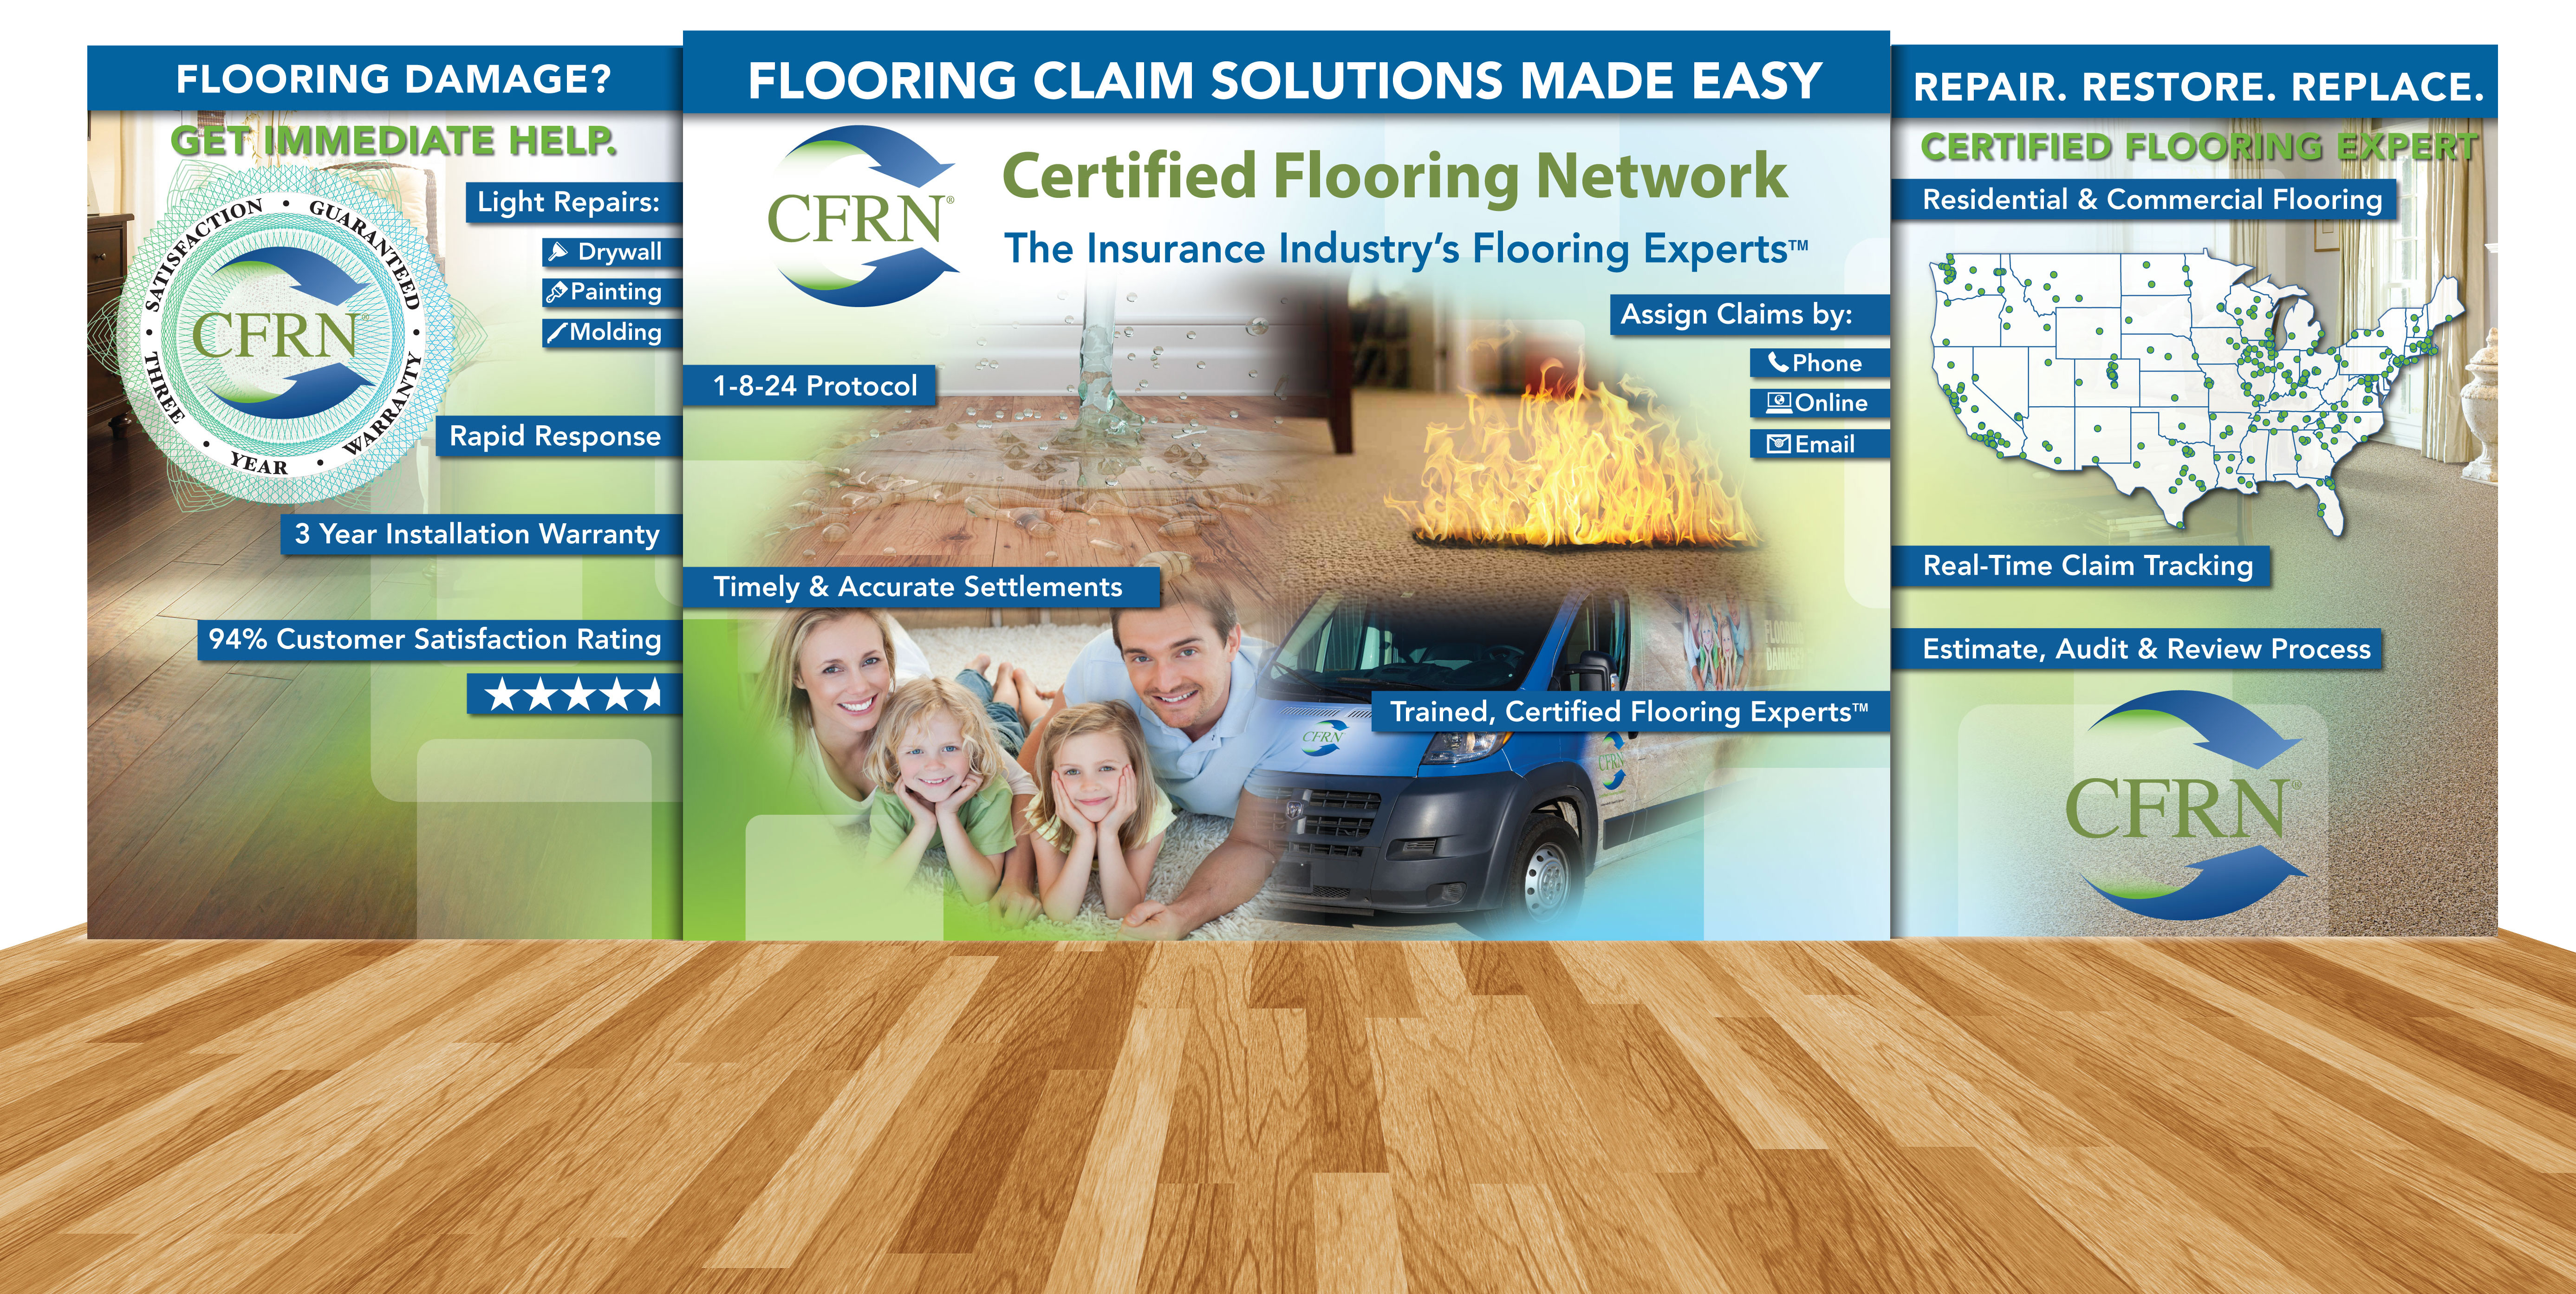 FLOORING DAMAGE?
GET IMMEDIATE HELP.
SATISFACTION • GUARANTEED • THREE • YEAR • WARRANTY •
CFRN®
Light Repairs:
Drywall
Painting
Molding
Rapid Response
3 Year Installation Warranty
94% Customer Satisfaction Rating
FLOORING CLAIM SOLUTIONS MADE EASY
CFRN®
Certified Flooring Network
The Insurance Industry's Flooring Experts™
Assign Claims by:
Phone
Online
Email
1-8-24 Protocol
Timely & Accurate Settlements
FLOORING
DAMAGE?
Trained, Certified Flooring Experts™
CFRN
CFRN
REPAIR. RESTORE. REPLACE.
CERTIFIED FLOORING EXPERT
Residential & Commercial Flooring
Real-Time Claim Tracking
Estimate, Audit & Review Process
CFRN®